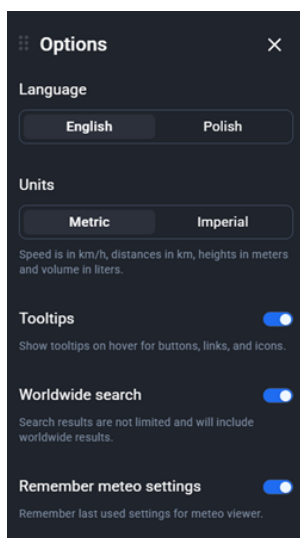 Options
Language
English Polish
Units
Metric Imperial
Speed is in km/h, distances in km, heights in meters
and volume in liters.
Tooltips
Show tooltips on hover for buttons, links, and icons.
Worldwide search
Search results are not limited and will include
worldwide results.
Remember meteo settings
Remember last used settings for meteo viewer.